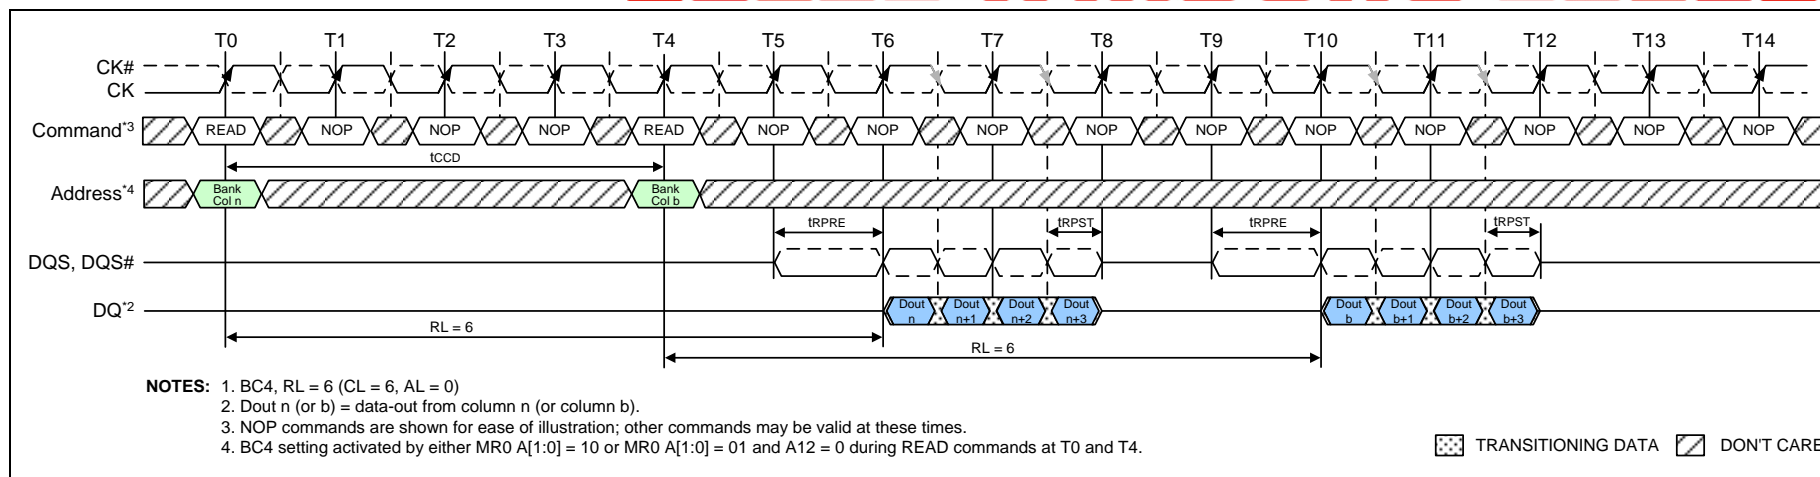 T0 T1 T2 T3 T4 T5 T6 T7 T8 T9 T10 T11 T12 T13 T14
CK#
CK
Command*3 READ NOP NOP NOP READ NOP NOP NOP NOP NOP NOP NOP NOP NOP NOP
tCCD
Address*4 Bank Col n Bank Col b
tRPRE tRPST tRPRE tRPST
DQS, DQS#
DQ*2 Dout n Dout n+1 Dout n+2 Dout n+3 Dout b Dout b+1 Dout b+2 Dout b+3
RL = 6
RL = 6
NOTES: 1. BC4, RL = 6 (CL = 6, AL = 0)
2. Dout n (or b) = data-out from column n (or column b).
3. NOP commands are shown for ease of illustration; other commands may be valid at these times.
4. BC4 setting activated by either MR0 A[1:0] = 10 or MR0 A[1:0] = 01 and A12 = 0 during READ commands at T0 and T4.
TRANSITIONING DATA DON'T CARE